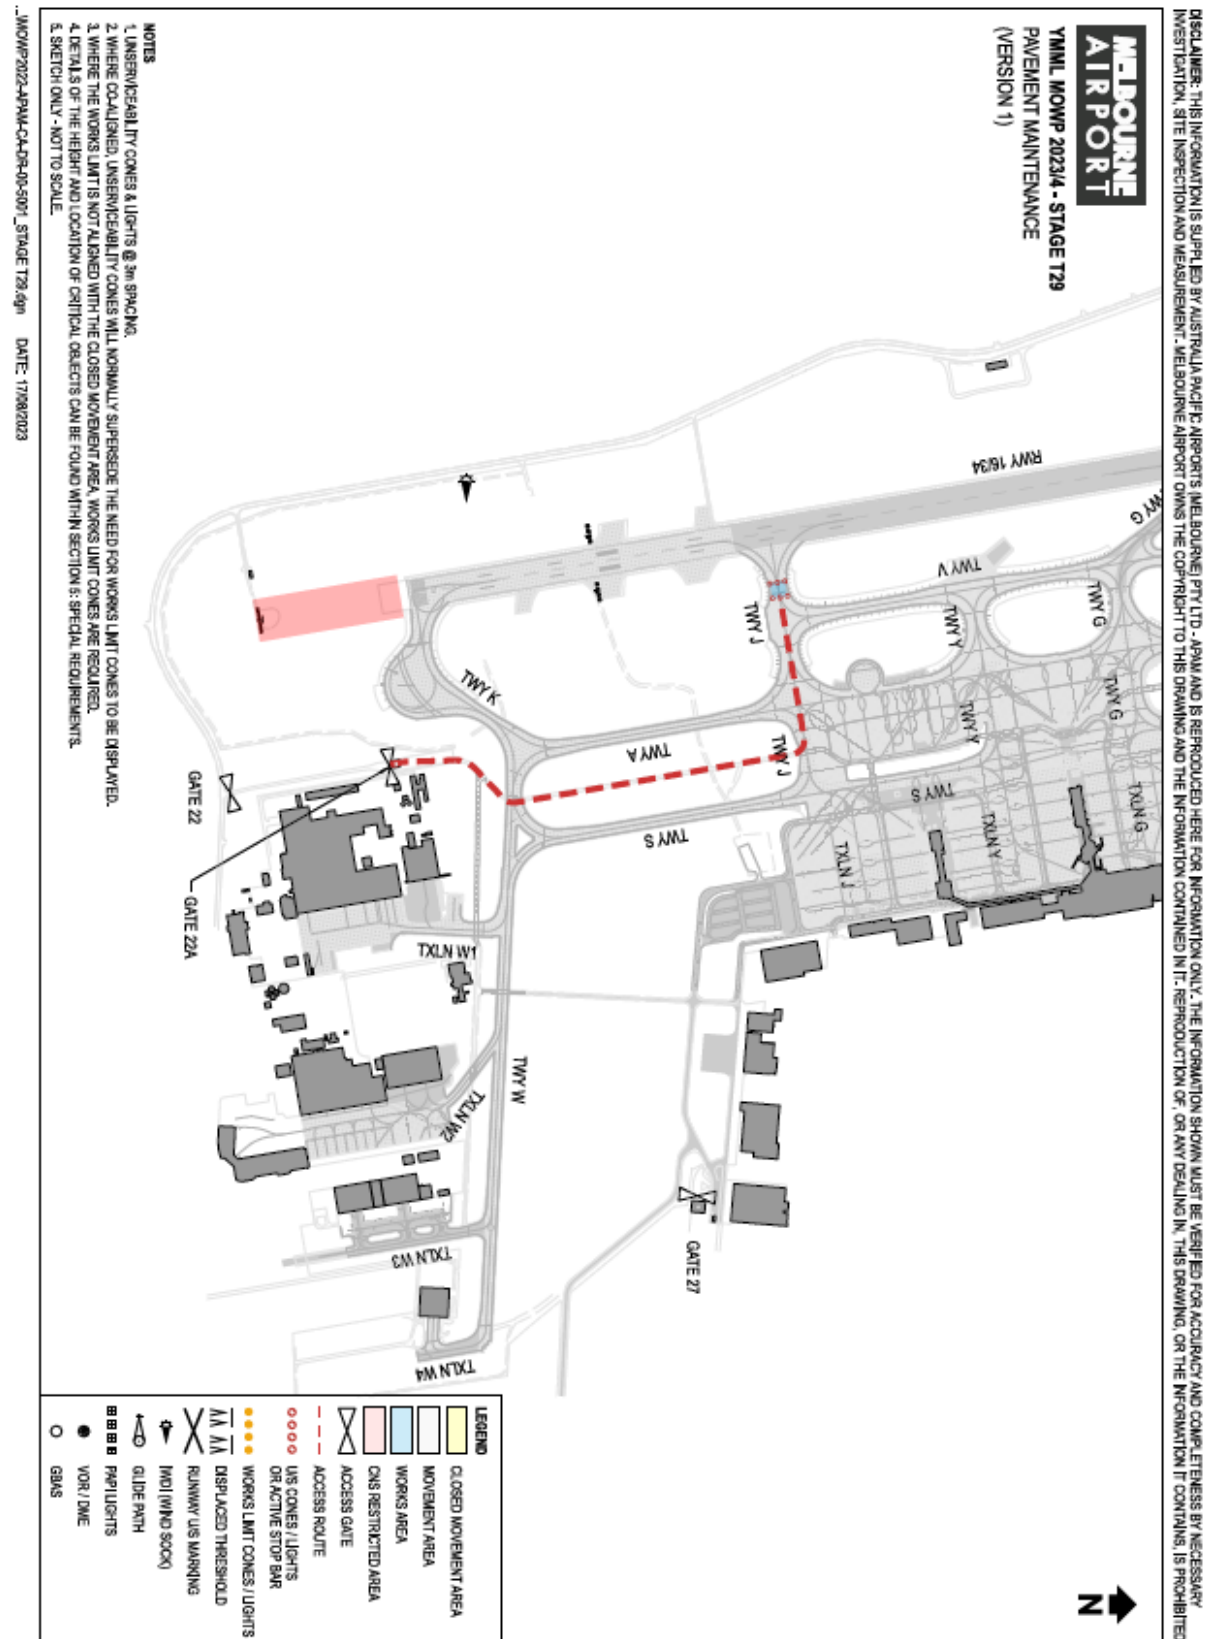 DISCLAIMER: THIS INFORMATION IS SUPPLIED BY AUSTRALIA PACIFIC AIRPORTS (MELBOURNE) PTY LTD - APAM AND IS REPRODUCED HERE FOR INFORMATION ONLY. THE INFORMATION SHOWN MUST BE VERIFIED FOR ACCURACY AND COMPLETENESS BY NECESSARY
INVESTIGATION, SITE INSPECTION AND MEASUREMENT. MELBOURNE AIRPORT OWNS THE COPYRIGHT TO THIS DRAWING AND THE INFORMATION CONTAINED IN IT. REPRODUCTION OF, OR ANY DEALING IN, THIS DRAWING, OR THE INFORMATION IT CONTAINS, IS PROHIBITED
MELBOURNE
AIRPORT
YMML MOWP 2023/4 - STAGE T29
PAVEMENT MAINTENANCE
(VERSION 1)
N
RWY 16/34
TWY G
TWY V
TWY G
TWY Y
TWY J
TWY G
TWY Y
TWY K
TWY A
TWY J
TWY S
TWY S
TXLN G
TXLN Y
TXLN J
GATE 22
GATE 22A
TXLN W1
TWY W
TXLN W2
GATE 27
TXLN W3
TXLN W4
NOTES
1. UNSERVICEABILITY CONES & LIGHTS @ 3m SPACING.
2. WHERE CO-ALIGNED, UNSERVICEABILITY CONES WILL NORMALLY SUPERSEDE THE NEED FOR WORKS LIMIT CONES TO BE DISPLAYED.
3. WHERE THE WORKS LIMIT IS NOT ALIGNED WITH THE CLOSED MOVEMENT AREA, WORKS LIMIT CONES ARE REQUIRED.
4. DETAILS OF THE HEIGHT AND LOCATION OF CRITICAL OBJECTS CAN BE FOUND WITHIN SECTION 5: SPECIAL REQUIREMENTS.
5. SKETCH ONLY - NOT TO SCALE.
LEGEND
CLOSED MOVEMENT AREA
MOVEMENT AREA
WORKS AREA
CNS RESTRICTED AREA
ACCESS GATE
ACCESS ROUTE
U/S CONES / LIGHTS
OR ACTIVE STOP BAR
WORKS LIMIT CONES / LIGHTS
DISPLACED THRESHOLD
RUNWAY U/S MARKING
IWDI (WIND SOCK)
GLIDE PATH
PAPI LIGHTS
VOR / DME
GBAS
...\MOWP2022-APAM-CA-DR-00-5001_STAGE T29.dgn DATE: 17/08/2023